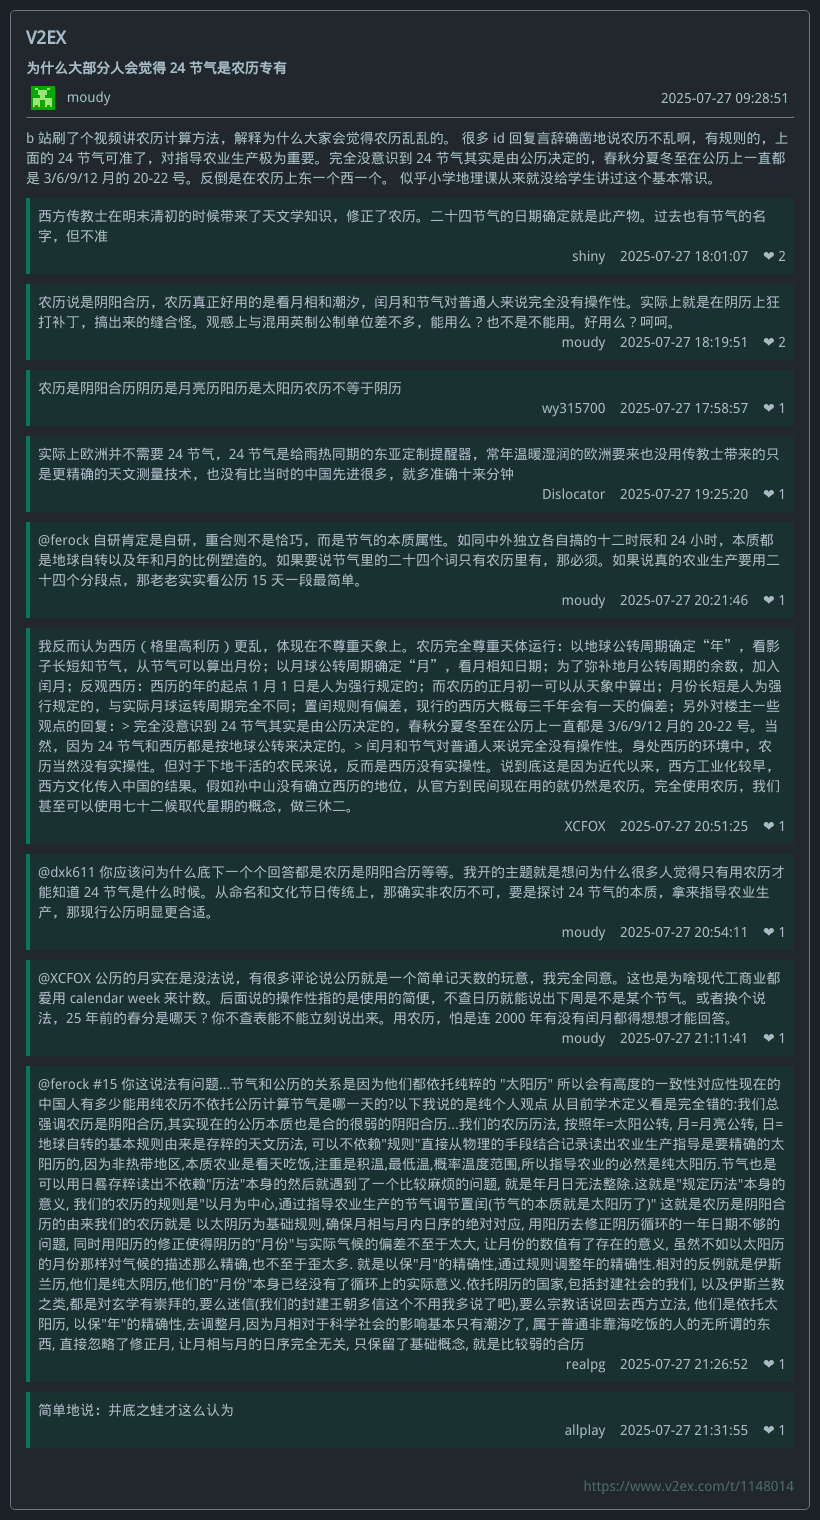 V2EX
为什么大部分人会觉得 24 节气是农历专有
moudy 2025-07-27 09:28:51
b 站刷了个视频讲农历计算方法，解释为什么大家会觉得农历乱乱的。 很多 id 回复言辞确凿地说农历不乱啊，有规则的，上
面的 24 节气可准了，对指导农业生产极为重要。完全没意识到 24 节气其实是由公历决定的，春秋分夏冬至在公历上一直都
是 3/6/9/12 月的 20-22 号。反倒是在农历上东一个西一个。 似乎小学地理课从来就没给学生讲过这个基本常识。
西方传教士在明末清初的时候带来了天文学知识，修正了农历。二十四节气的日期确定就是此产物。过去也有节气的名
字，但不准
shiny 2025-07-27 18:01:07 ❤ 2
农历说是阴阳合历，农历真正好用的是看月相和潮汐，闰月和节气对普通人来说完全没有操作性。实际上就是在阴历上狂
打补丁，搞出来的缝合怪。观感上与混用英制公制单位差不多，能用么？也不是不能用。好用么？呵呵。
moudy 2025-07-27 18:19:51 ❤ 2
农历是阴阳合历阴历是月亮历阳历是太阳历农历不等于阴历
wy315700 2025-07-27 17:58:57 ❤ 1
实际上欧洲并不需要 24 节气，24 节气是给雨热同期的东亚定制提醒器，常年温暖湿润的欧洲要来也没用传教士带来的只
是更精确的天文测量技术，也没有比当时的中国先进很多，就多准确十来分钟
Dislocator 2025-07-27 19:25:20 ❤ 1
@ferock 自研肯定是自研，重合则不是恰巧，而是节气的本质属性。如同中外独立各自搞的十二时辰和 24 小时，本质都
是地球自转以及年和月的比例塑造的。如果要说节气里的二十四个词只有农历里有，那必须。如果说真的农业生产要用二
十四个分段点，那老老实实看公历 15 天一段最简单。
moudy 2025-07-27 20:21:46 ❤ 1
我反而认为西历（格里高利历）更乱，体现在不尊重天象上。农历完全尊重天体运行：以地球公转周期确定“年”，看影
子长短知节气，从节气可以算出月份；以月球公转周期确定“月”，看月相知日期；为了弥补地月公转周期的余数，加入
闰月；反观西历：西历的年的起点 1 月 1 日是人为强行规定的；而农历的正月初一可以从天象中算出；月份长短是人为强
行规定的，与实际月球运转周期完全不同；置闰规则有偏差，现行的西历大概每三千年会有一天的偏差；另外对楼主一些
观点的回复：> 完全没意识到 24 节气其实是由公历决定的，春秋分夏冬至在公历上一直都是 3/6/9/12 月的 20-22 号。当
然，因为 24 节气和西历都是按地球公转来决定的。> 闰月和节气对普通人来说完全没有操作性。身处西历的环境中，农
历当然没有实操性。但对于下地干活的农民来说，反而是西历没有实操性。说到底这是因为近代以来，西方工业化较早，
西方文化传入中国的结果。假如孙中山没有确立西历的地位，从官方到民间现在用的就仍然是农历。完全使用农历，我们
甚至可以使用七十二候取代星期的概念，做三休二。
XCFOX 2025-07-27 20:51:25 ❤ 1
@dxk611 你应该问为什么底下一个个回答都是农历是阴阳合历等等。我开的主题就是想问为什么很多人觉得只有用农历才
能知道 24 节气是什么时候。从命名和文化节日传统上，那确实非农历不可，要是探讨 24 节气的本质，拿来指导农业生
产，那现行公历明显更合适。
moudy 2025-07-27 20:54:11 ❤ 1
@XCFOX 公历的月实在是没法说，有很多评论说公历就是一个简单记天数的玩意，我完全同意。这也是为啥现代工商业都
爱用 calendar week 来计数。后面说的操作性指的是使用的简便，不查日历就能说出下周是不是某个节气。或者换个说
法，25 年前的春分是哪天？你不查表能不能立刻说出来。用农历，怕是连 2000 年有没有闰月都得想想才能回答。
moudy 2025-07-27 21:11:41 ❤ 1
@ferock #15 你这说法有问题...节气和公历的关系是因为他们都依托纯粹的 "太阳历" 所以会有高度的一致性对应性现在的
中国人有多少能用纯农历不依托公历计算节气是哪一天的?以下我说的是纯个人观点 从目前学术定义看是完全错的:我们总
强调农历是阴阳合历,其实现在的公历本质也是合的很弱的阴阳合历...我们的农历历法, 按照年=太阳公转, 月=月亮公转, 日=
地球自转的基本规则由来是存粹的天文历法, 可以不依赖"规则"直接从物理的手段结合记录读出农业生产指导是要精确的太
阳历的,因为非热带地区,本质农业是看天吃饭,注重是积温,最低温,概率温度范围,所以指导农业的必然是纯太阳历.节气也是
可以用日晷存粹读出不依赖"历法"本身的然后就遇到了一个比较麻烦的问题, 就是年月日无法整除.这就是"规定历法"本身的
意义, 我们的农历的规则是"以月为中心,通过指导农业生产的节气调节置闰(节气的本质就是太阳历了)" 这就是农历是阴阳合
历的由来我们的农历就是 以太阴历为基础规则,确保月相与月内日序的绝对对应, 用阳历去修正阴历循环的一年日期不够的
问题, 同时用阳历的修正使得阴历的"月份"与实际气候的偏差不至于太大, 让月份的数值有了存在的意义, 虽然不如以太阳历
的月份那样对气候的描述那么精确,也不至于歪太多. 就是以保"月"的精确性,通过规则调整年的精确性.相对的反例就是伊斯
兰历,他们是纯太阴历,他们的"月份"本身已经没有了循环上的实际意义.依托阴历的国家,包括封建社会的我们, 以及伊斯兰教
之类,都是对玄学有崇拜的,要么迷信(我们的封建王朝多信这个不用我多说了吧),要么宗教话说回去西方立法, 他们是依托太
阳历, 以保"年"的精确性,去调整月,因为月相对于科学社会的影响基本只有潮汐了, 属于普通非靠海吃饭的人的无所谓的东
西, 直接忽略了修正月, 让月相与月的日序完全无关, 只保留了基础概念, 就是比较弱的合历
realpg 2025-07-27 21:26:52 ❤ 1
简单地说：井底之蛙才这么认为
allplay 2025-07-27 21:31:55 ❤ 1
https://www.v2ex.com/t/1148014